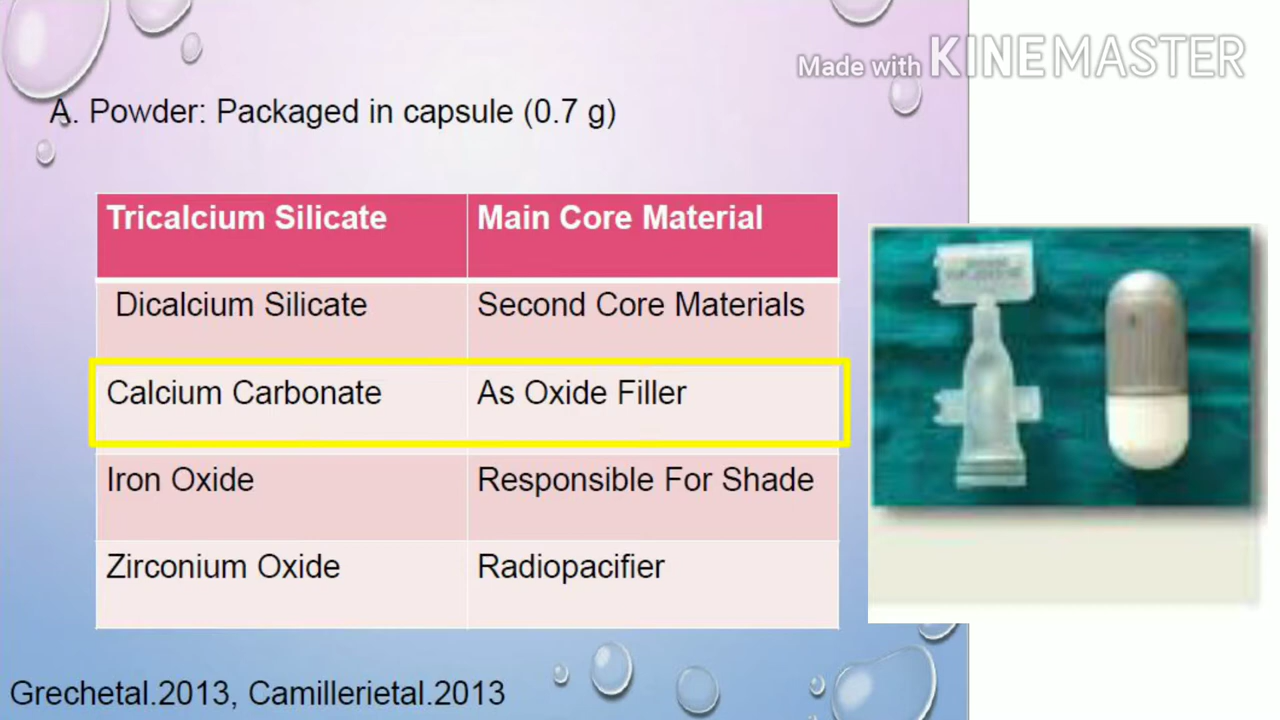 Made with KINEMASTER
A. Powder: Packaged in capsule (0.7 g)
Tricalcium Silicate Main Core Material
Dicalcium Silicate Second Core Materials
Calcium Carbonate As Oxide Filler
Iron Oxide Responsible For Shade
Zirconium Oxide Radiopacifier
Grechetal.2013, Camillerietal.2013